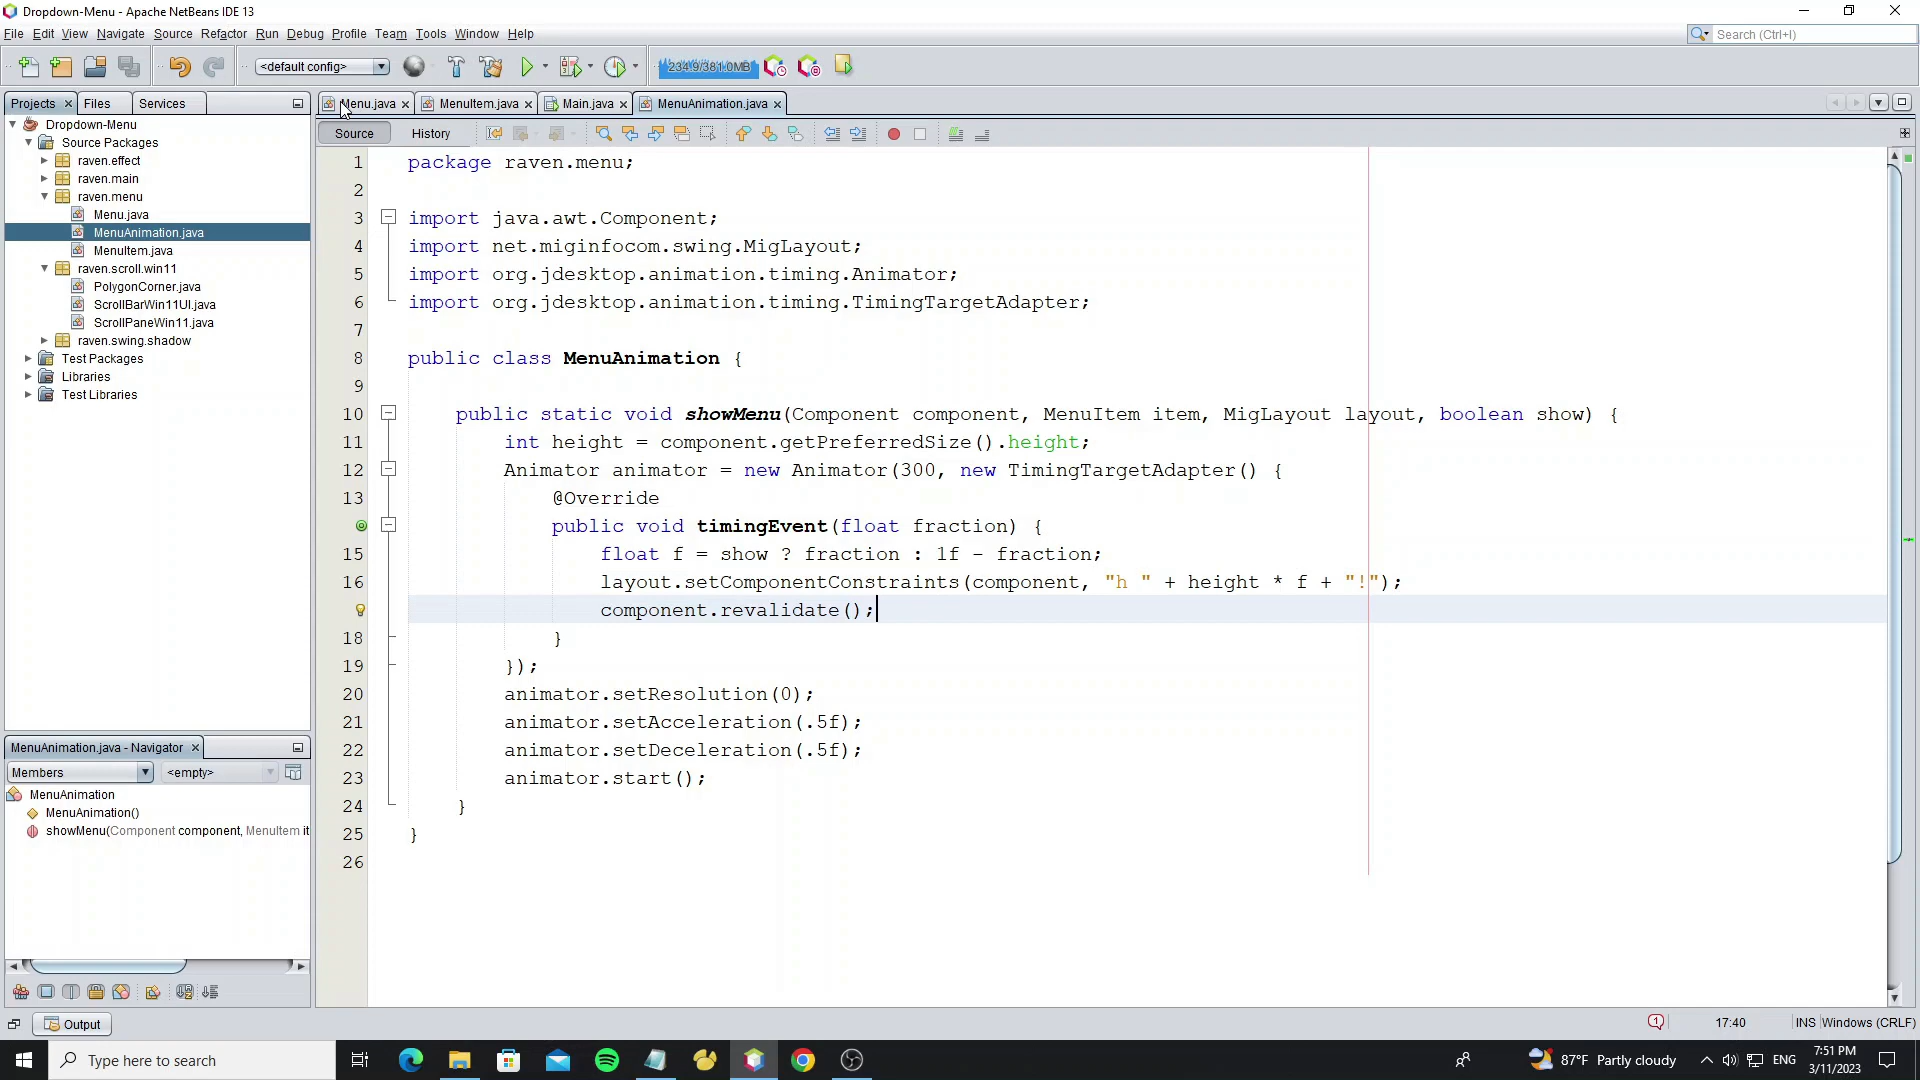 Dropdown-Menu - Apache NetBeans IDE 13
File Edit View Navigate Source Refactor Run Debug Profile Team Tools Window Help
Search (Ctrl+I)
<default config>
234.9/381.0MB
Projects Files Services
Menu.java MenuItem.java Main.java MenuAnimation.java
Source History
Dropdown-Menu
Source Packages
raven.effect
raven.main
raven.menu
Menu.java
MenuAnimation.java
MenuItem.java
raven.scroll.win11
PolygonCorner.java
ScrollBarWin11UI.java
ScrollPaneWin11.java
raven.swing.shadow
Test Packages
Libraries
Test Libraries
1 package raven.menu;
2
3 import java.awt.Component;
4 import net.miginfocom.swing.MigLayout;
5 import org.jdesktop.animation.timing.Animator;
6 import org.jdesktop.animation.timing.TimingTargetAdapter;
7
8 public class MenuAnimation {
9
10 public static void showMenu(Component component, MenuItem item, MigLayout layout, boolean show) {
11 int height = component.getPreferredSize().height;
12 Animator animator = new Animator(300, new TimingTargetAdapter() {
13 @Override
public void timingEvent(float fraction) {
15 float f = show ? fraction : 1f - fraction;
16 layout.setComponentConstraints(component, "h " + height * f + "!");
component.revalidate();
18 }
19 });
20 animator.setResolution(0);
21 animator.setAcceleration(.5f);
22 animator.setDeceleration(.5f);
23 animator.start();
24 }
25 }
26
MenuAnimation.java - Navigator
Members <empty>
MenuAnimation
MenuAnimation()
showMenu(Component component, MenuItem it
Output
17:40 INS Windows (CRLF)
Type here to search
87°F Partly cloudy
ENG
7:51 PM
3/11/2023